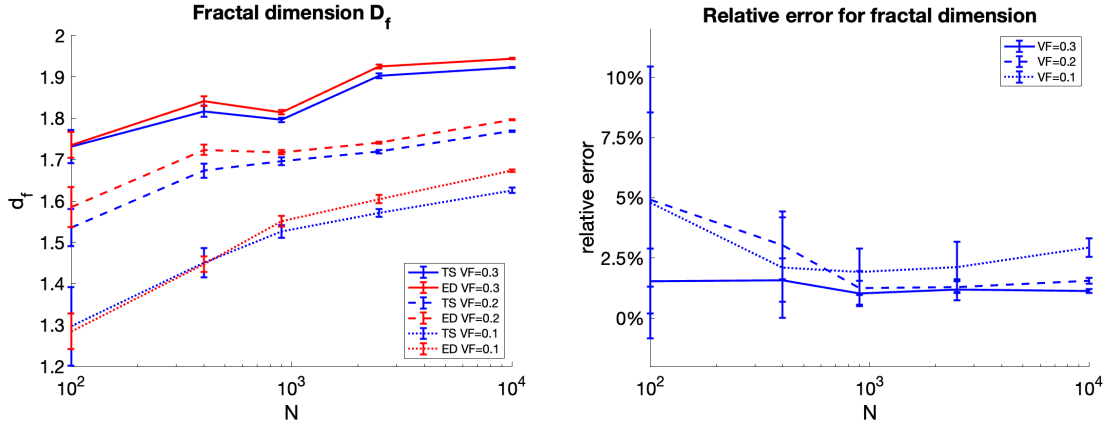 Fractal dimension D_f
2
1.9
1.8
1.7
1.6
1.5
1.4
1.3
1.2
d_f
10^2
10^3
10^4
N
TS VF=0.3
ED VF=0.3
TS VF=0.2
ED VF=0.2
TS VF=0.1
ED VF=0.1
Relative error for fractal dimension
10%
7.5%
5%
2.5%
0%
relative error
10^2
10^3
10^4
N
VF=0.3
VF=0.2
VF=0.1